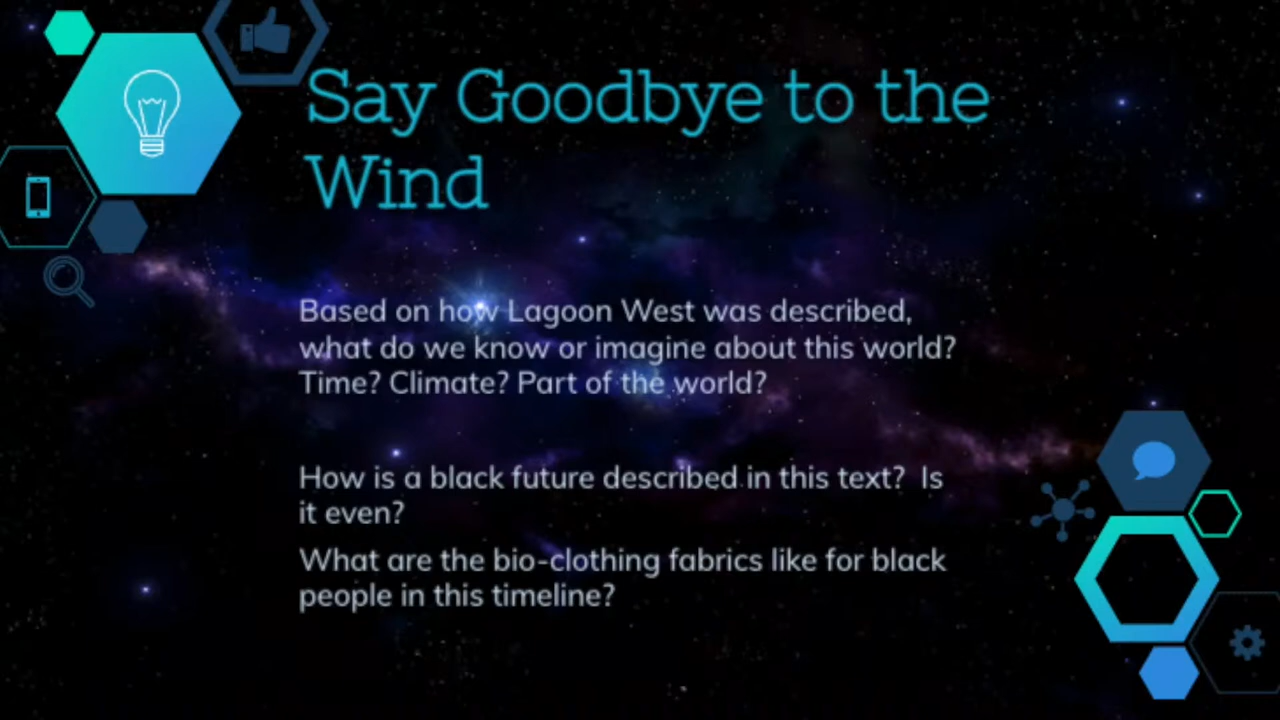 Say Goodbye to the
Wind
Based on how Lagoon West was described,
what do we know or imagine about this world?
Time? Climate? Part of the world?
How is a black future described in this text?  Is
it even?
What are the bio-clothing fabrics like for black
people in this timeline?